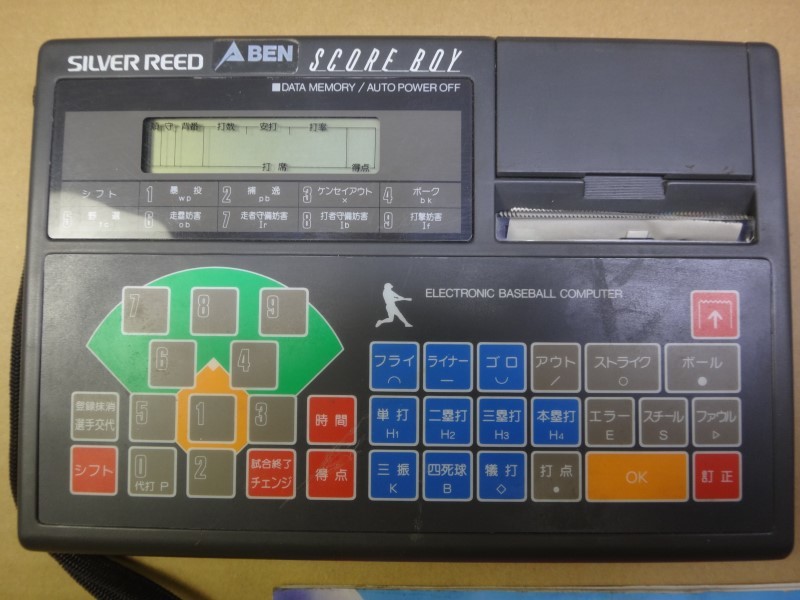 SILVER REED ABEN SCORE BOY
■DATA MEMORY / AUTO POWER OFF
守 背番 打数 安打 打率
打 席 得点
シフト 1 暴投 wp 2 捕逸 pb 3 ケンセイアウト × 4 ボーク bk
5 野選 fc 6 走塁妨害 ob 7 走者守備妨害 Ir 8 打者守備妨害 Ib 9 打撃妨害 If
ELECTRONIC BASEBALL COMPUTER
7 8 9
フライ ⌒ ライナー — ゴロ ◡ アウト / ストライク ○ ボール ●
6 4
登録抹消 選手交代 5 1 3 時間
単打 H1 二塁打 H2 三塁打 H3 本塁打 H4 エラー E スチール S ファウル ▷
シフト 0 代打 P 2 試合終了 チェンジ 得点
三振 K 四死球 B 犠打 ◇ 打点 ● OK 訂正